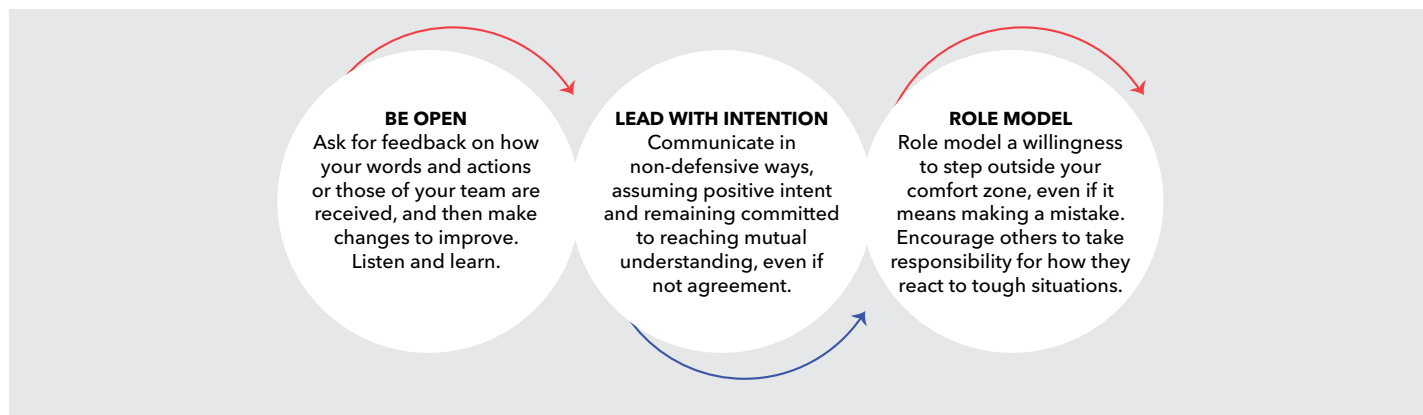 BE OPEN
Ask for feedback on how
your words and actions
or those of your team are
received, and then make
changes to improve.
Listen and learn.
LEAD WITH INTENTION
Communicate in
non-defensive ways,
assuming positive intent
and remaining committed
to reaching mutual
understanding, even if
not agreement.
ROLE MODEL
Role model a willingness
to step outside your
comfort zone, even if it
means making a mistake.
Encourage others to take
responsibility for how they
react to tough situations.